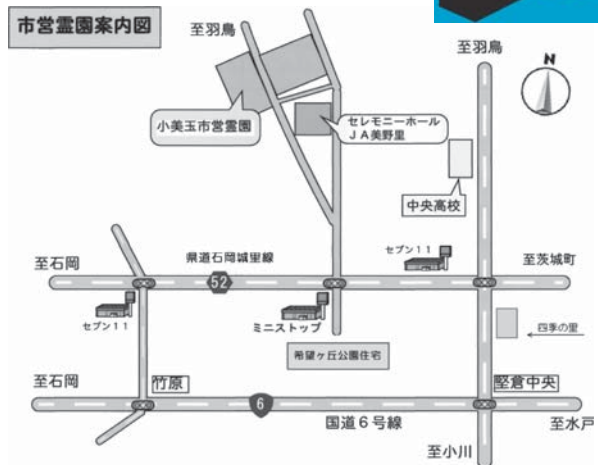 市営霊園案内図
至羽鳥
至羽鳥
N
小美玉市営霊園
セレモニーホール
JA美野里
中央高校
セブン11
至石岡
県道石岡城里線
至茨城町
52
セブン11
ミニストップ
四季の里
希望ヶ丘公園住宅
至石岡
竹原
堅倉中央
6
国道6号線
至水戸
至小川